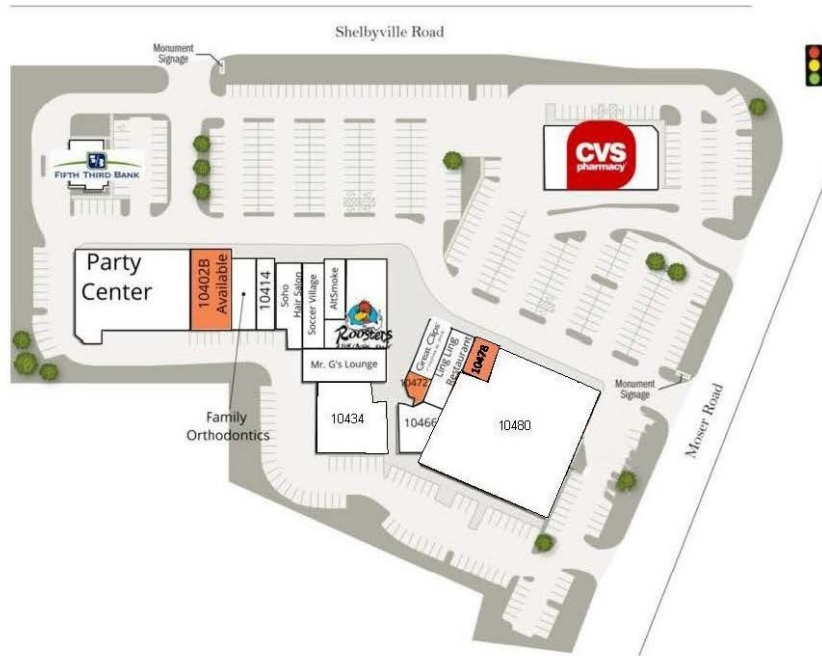 Shelbyville Road
Monument
Signage
CVS
pharmacy
FIFTH THIRD BANK
Party
Center
10402B
Available
10414
Soho
Hair Salon
Soccer Village
AltSmoke
Roosters
Mr. G's Lounge
Great Clips
Ling Ling
Restaurant
10478
10472
Monument
Signage
Family
Orthodontics
10434
10466
10480
Moser Road